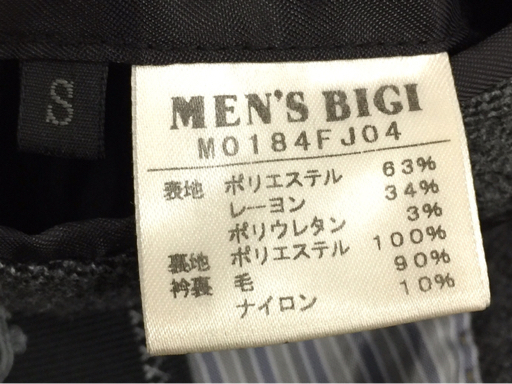 S
MEN'S BIGI
M0184FJ04
表地 ポリエステル 63%
レーヨン 34%
ポリウレタン 3%
裏地 ポリエステル 100%
衿裏 毛 90%
ナイロン 10%